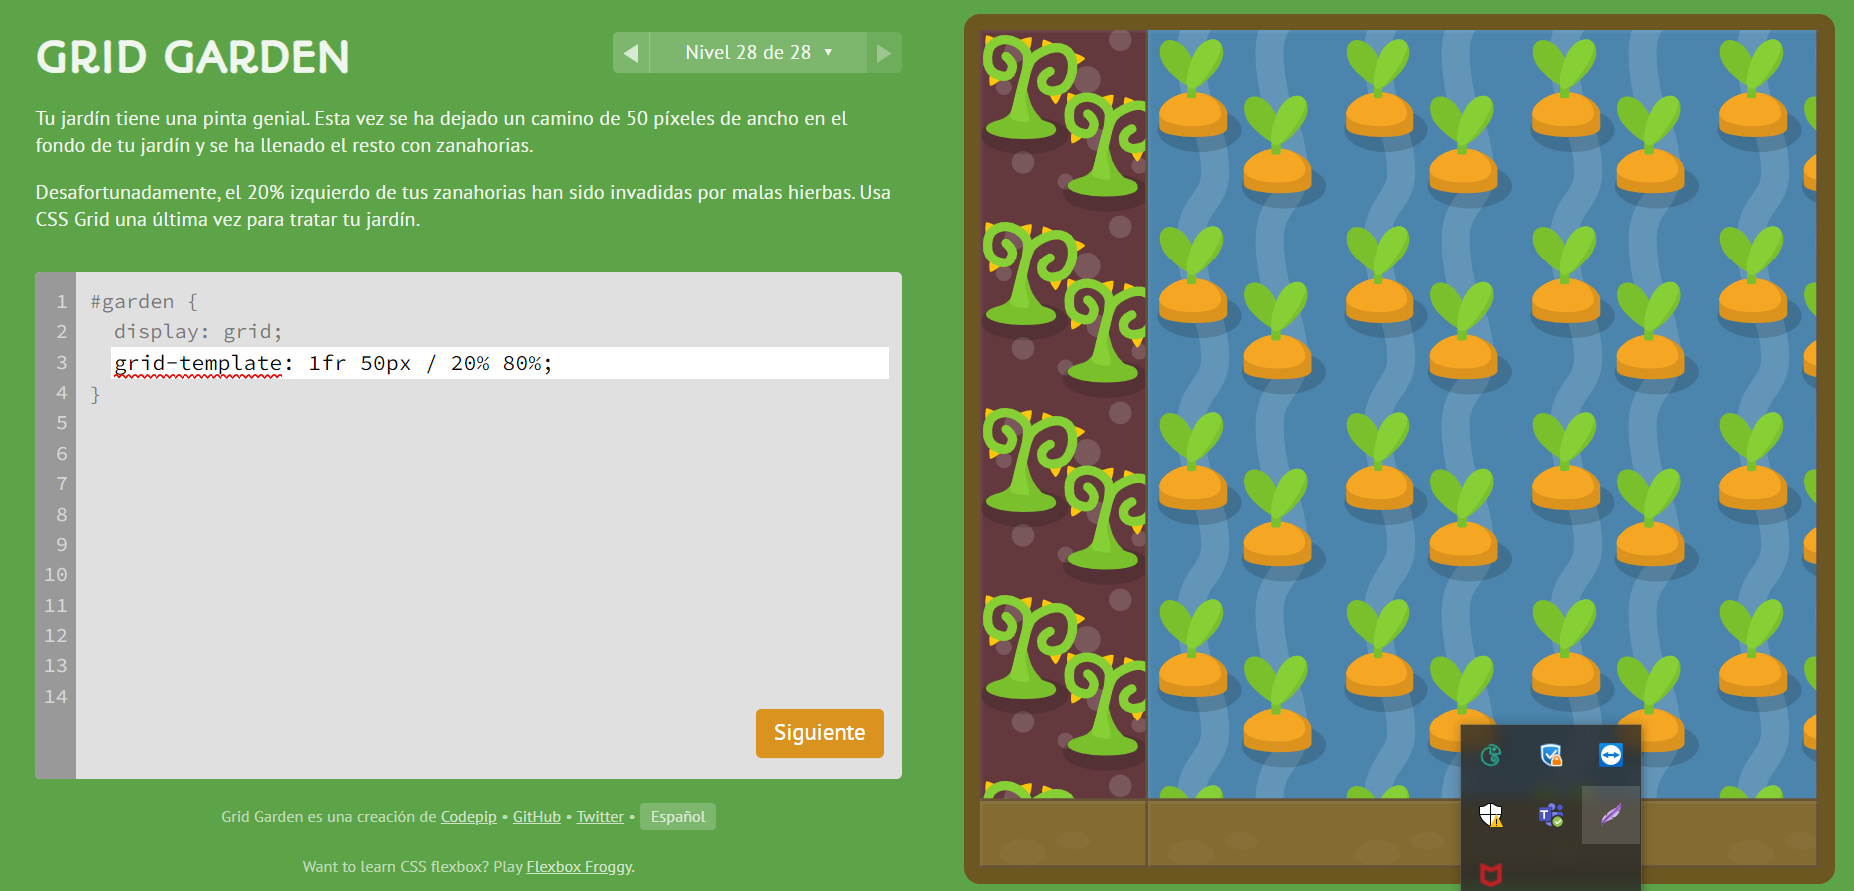 GRID GARDEN
Nivel 28 de 28
Tu jardín tiene una pinta genial. Esta vez se ha dejado un camino de 50 píxeles de ancho en el
fondo de tu jardín y se ha llenado el resto con zanahorias.
Desafortunadamente, el 20% izquierdo de tus zanahorias han sido invadidas por malas hierbas. Usa
CSS Grid una última vez para tratar tu jardín.
1 #garden {
2 display: grid;
3 grid-template: 1fr 50px / 20% 80%;
4 }
5
6
7
8
9
10
11
12
13
14
Siguiente
Grid Garden es una creación de Codepip • GitHub • Twitter • Español
Want to learn CSS flexbox? Play Flexbox Froggy.